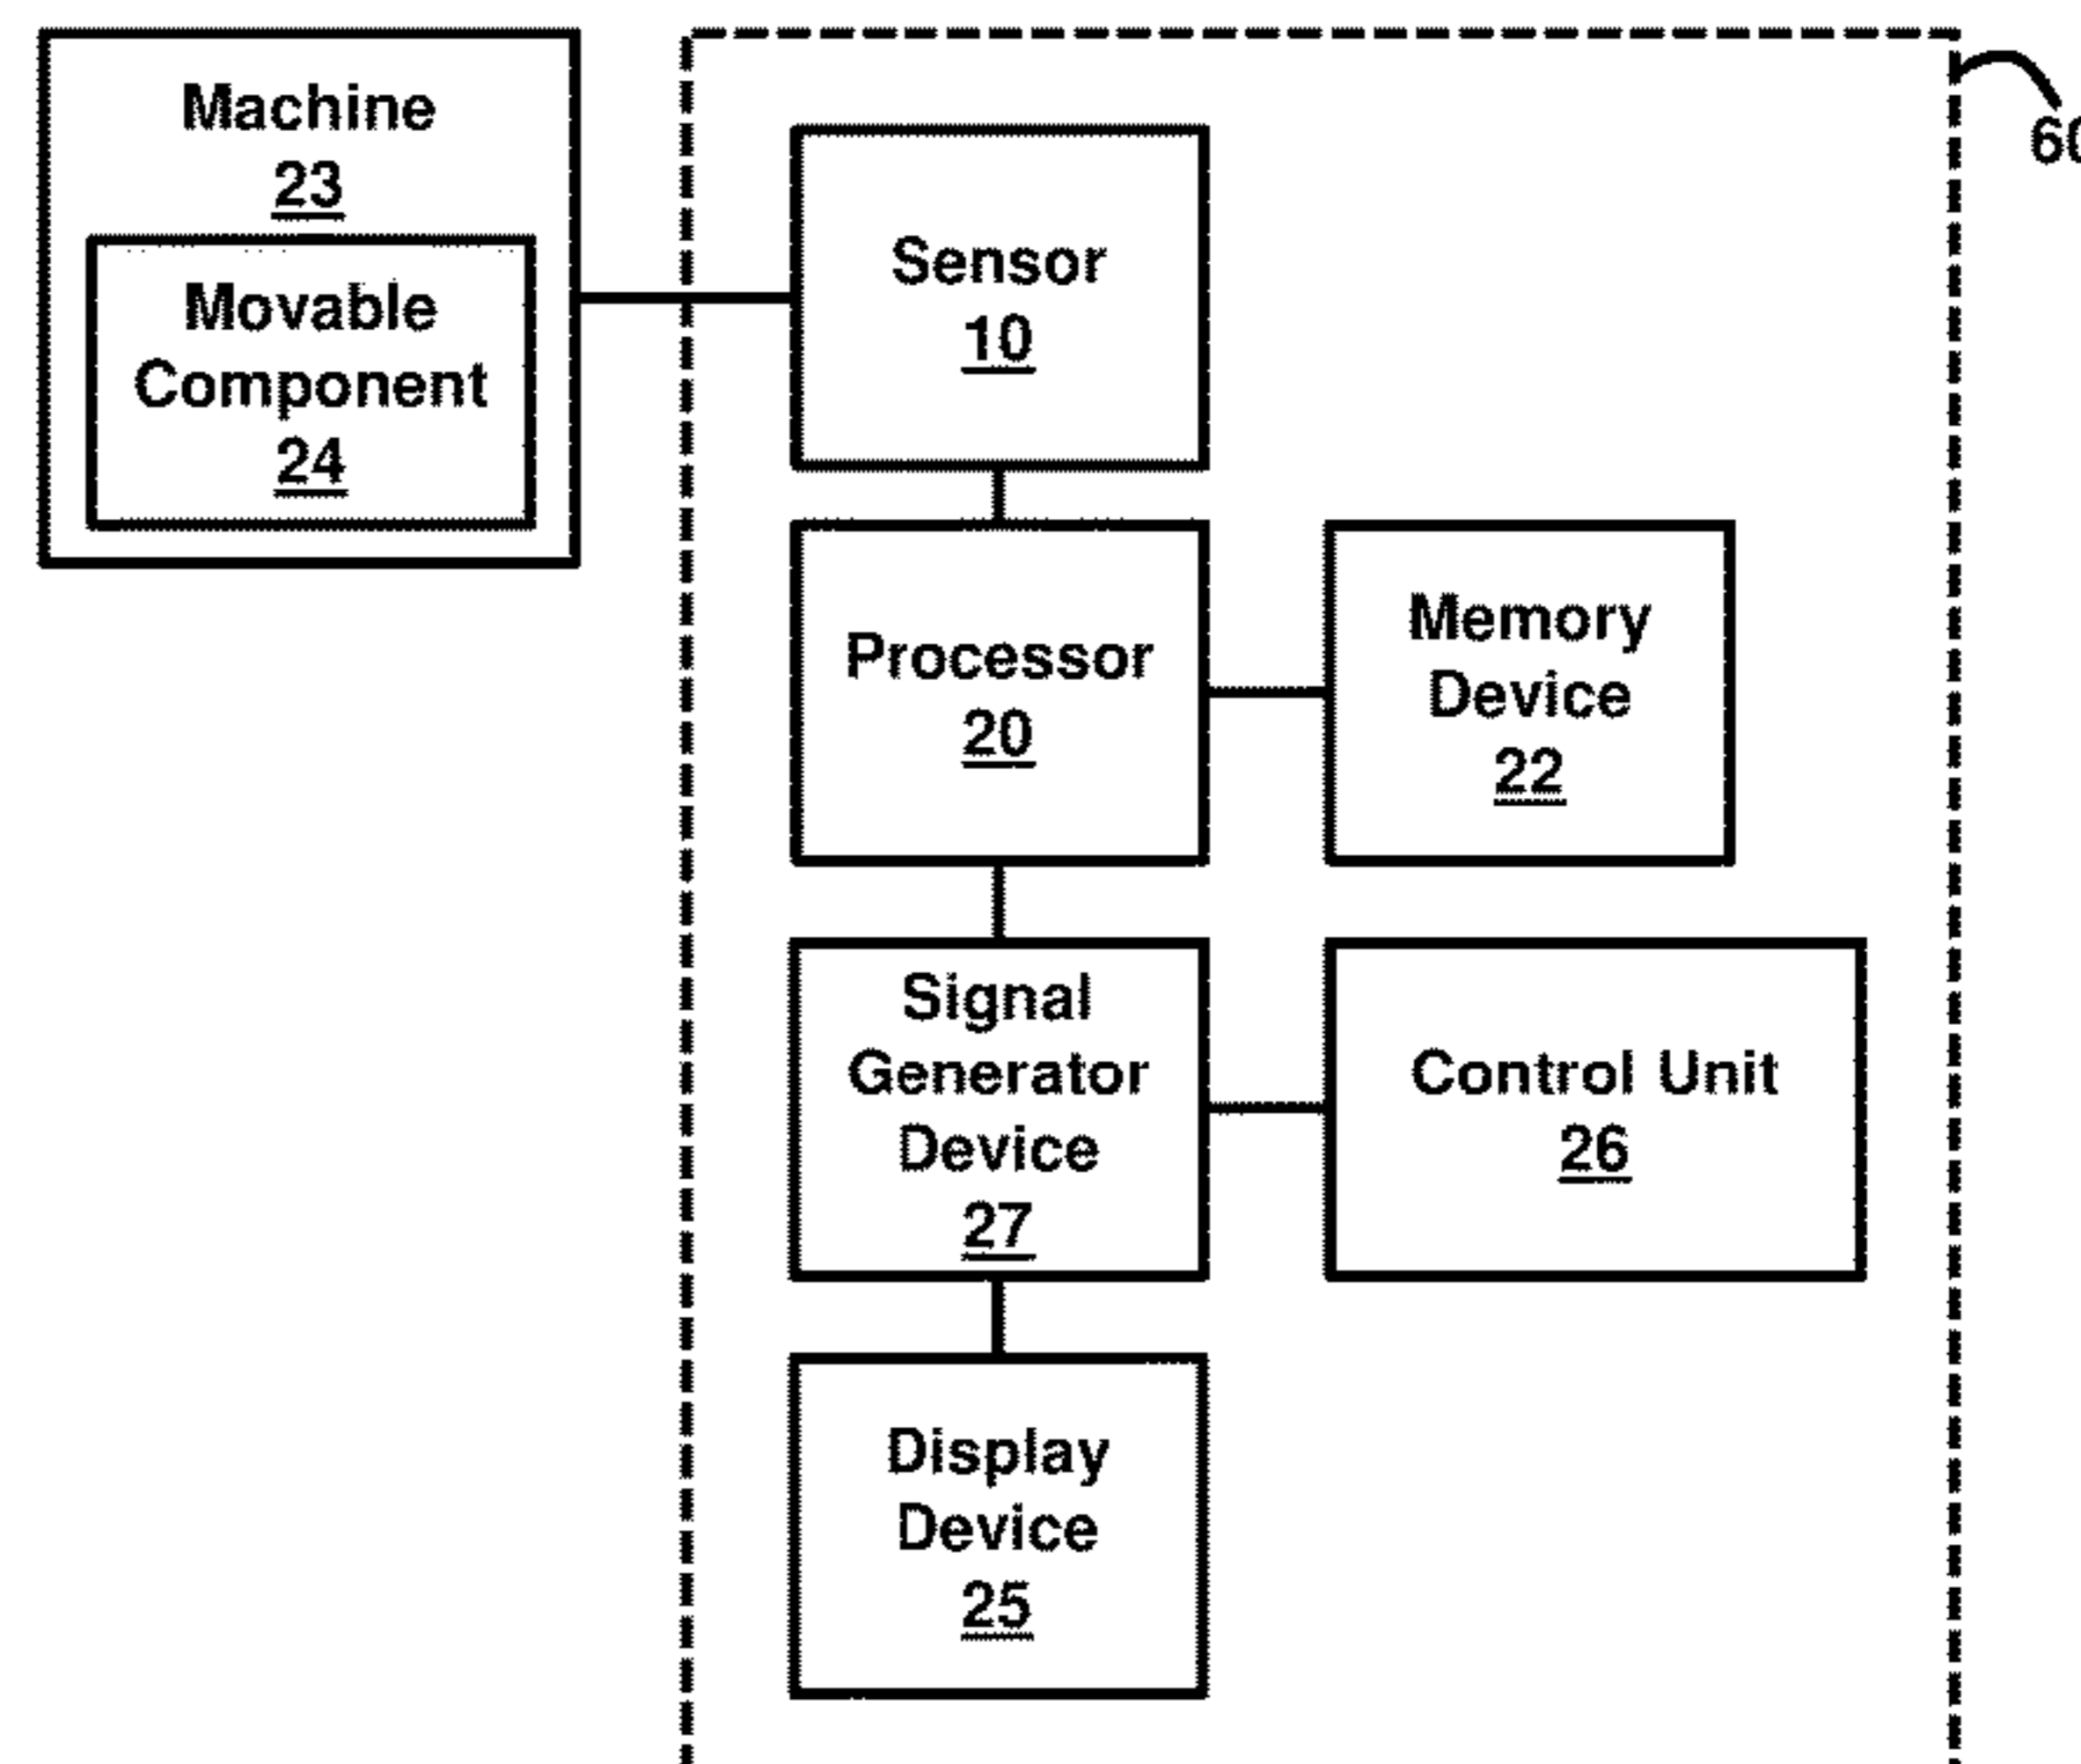 Machine
23
Movable
Component
24
Sensor
10
60
Processor
20
Memory
Device
22
Signal
Generator
Device
27
Control Unit
26
Display
Device
25